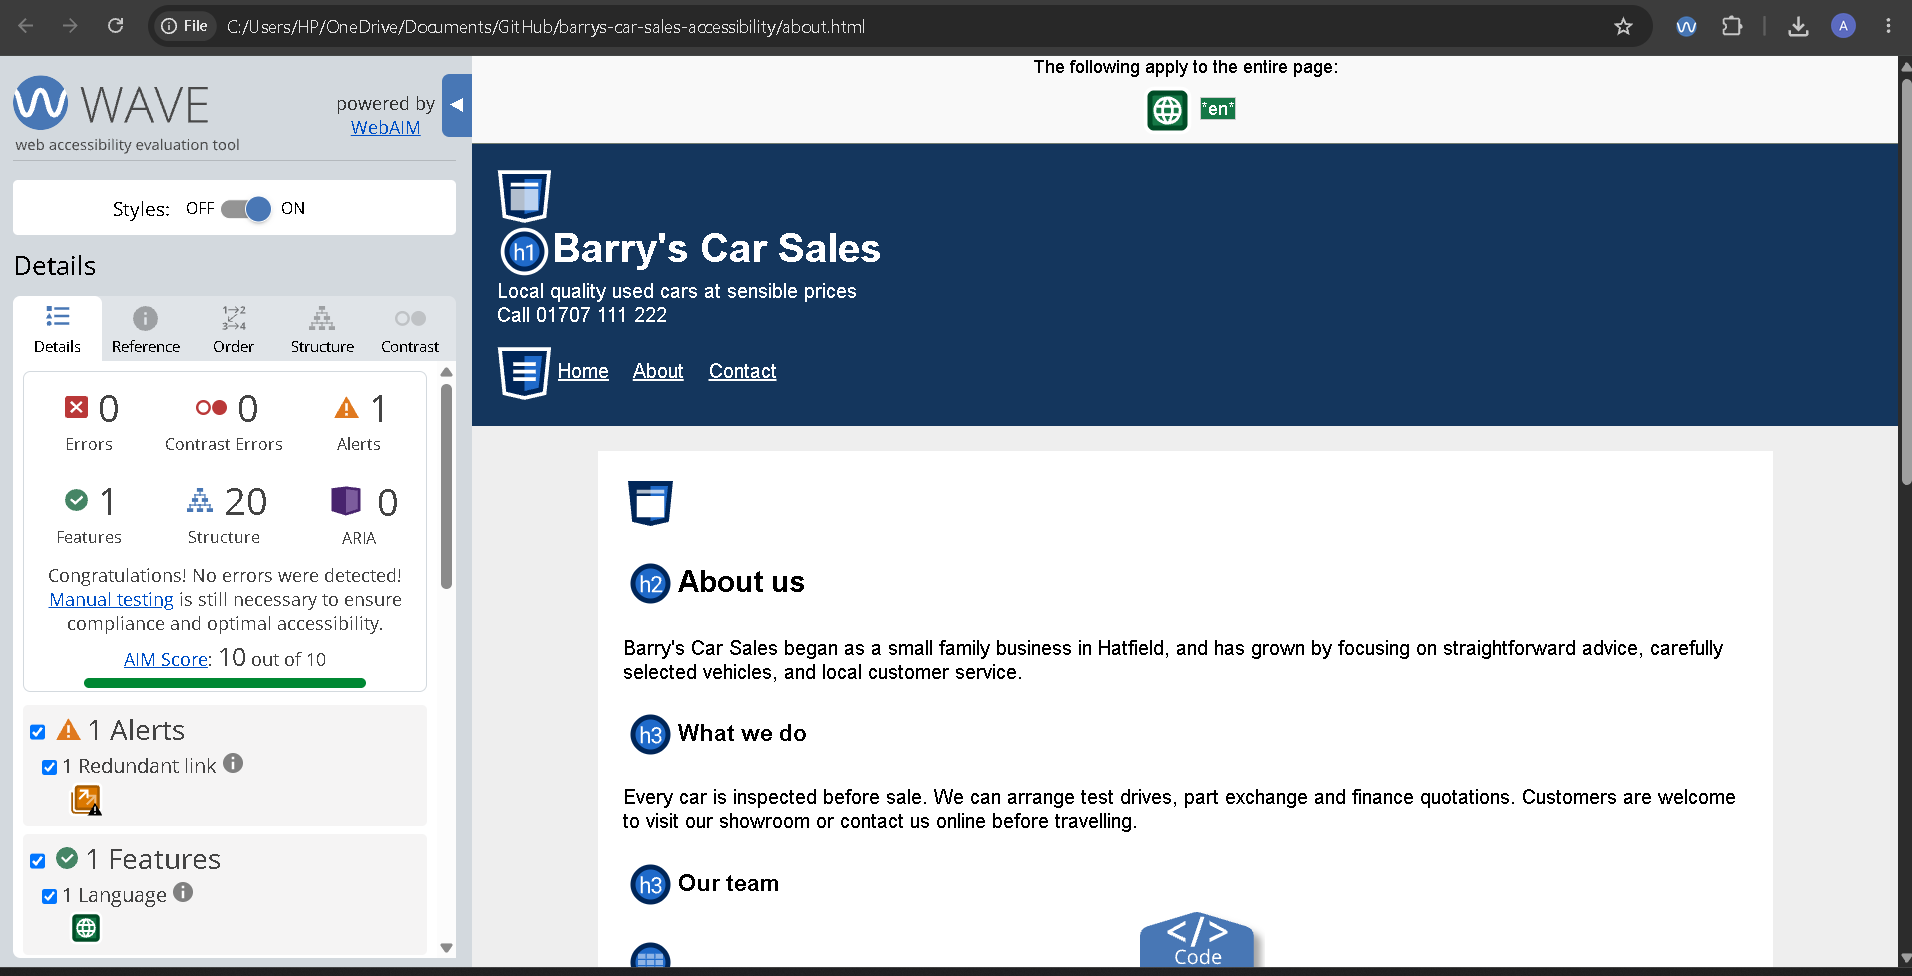 File
C:/Users/HP/OneDrive/Documents/GitHub/barrys-car-sales-accessibility/about.html
A
WAVE
web accessibility evaluation tool
powered by
WebAIM
Styles: OFF ON
Details
Details
Reference
Order
Structure
Contrast
0
Errors
0
Contrast Errors
1
Alerts
1
Features
20
Structure
0
ARIA
Congratulations! No errors were detected!
Manual testing is still necessary to ensure
compliance and optimal accessibility.
AIM Score: 10 out of 10
1 Alerts
1 Redundant link
1 Features
1 Language
The following apply to the entire page:
*en*
h1 Barry's Car Sales
Local quality used cars at sensible prices
Call 01707 111 222
Home About Contact
h2 About us
Barry's Car Sales began as a small family business in Hatfield, and has grown by focusing on straightforward advice, carefully
selected vehicles, and local customer service.
h3 What we do
Every car is inspected before sale. We can arrange test drives, part exchange and finance quotations. Customers are welcome
to visit our showroom or contact us online before travelling.
h3 Our team
</>
Code